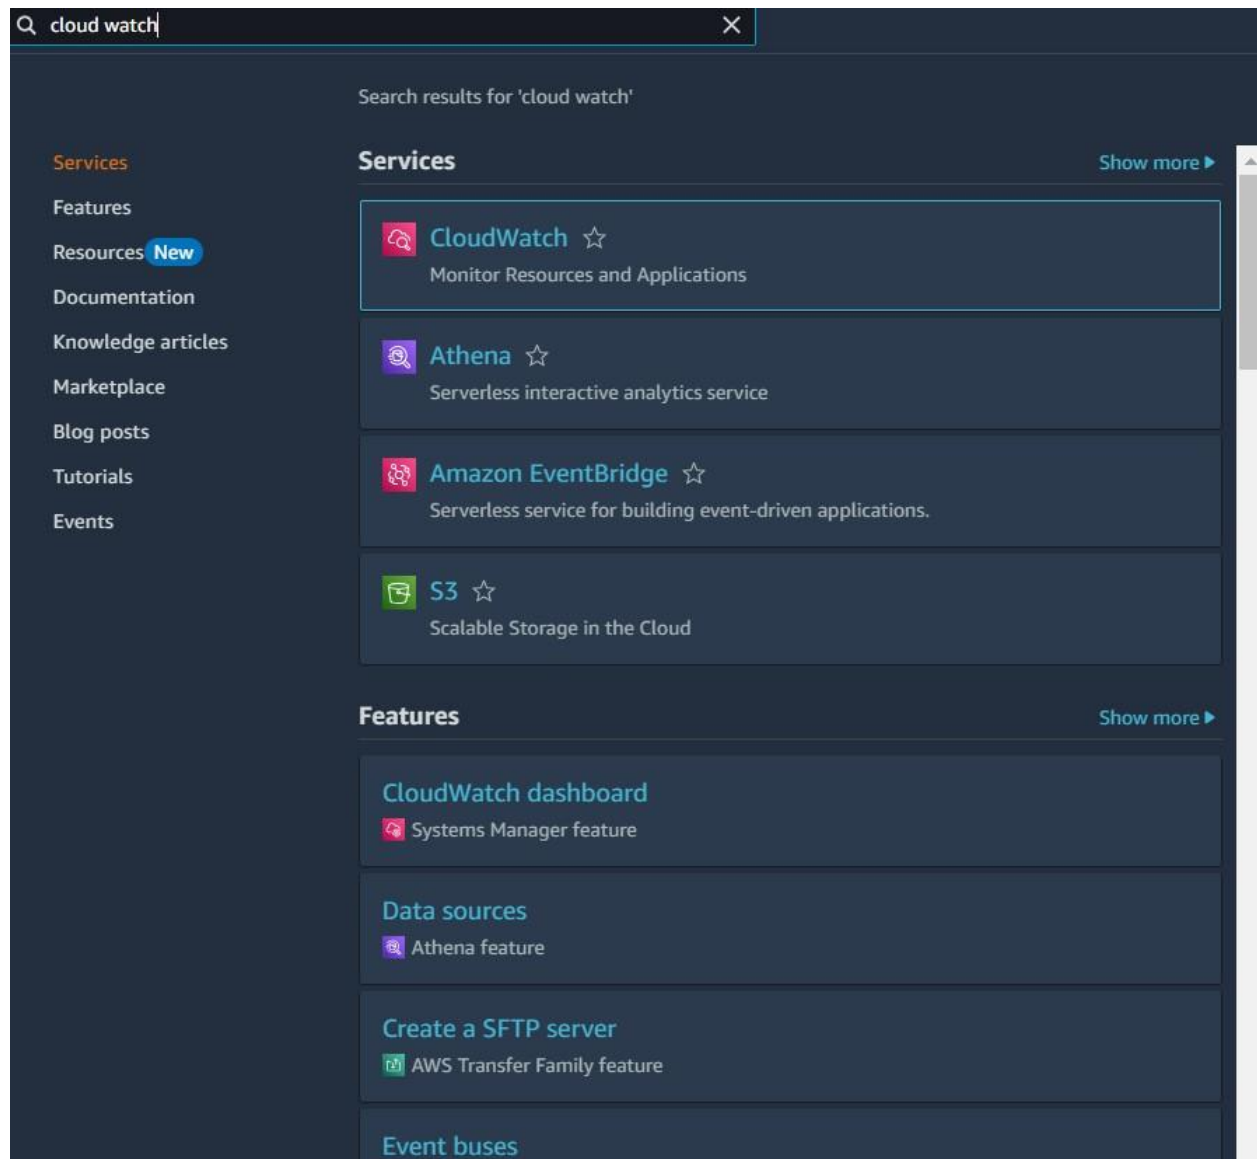 cloud watch
Search results for 'cloud watch'
Services
Features
Resources New
Documentation
Knowledge articles
Marketplace
Blog posts
Tutorials
Events
Services
Show more
CloudWatch
Monitor Resources and Applications
Athena
Serverless interactive analytics service
Amazon EventBridge
Serverless service for building event-driven applications.
S3
Scalable Storage in the Cloud
Features
Show more
CloudWatch dashboard
Systems Manager feature
Data sources
Athena feature
Create a SFTP server
AWS Transfer Family feature
Event buses